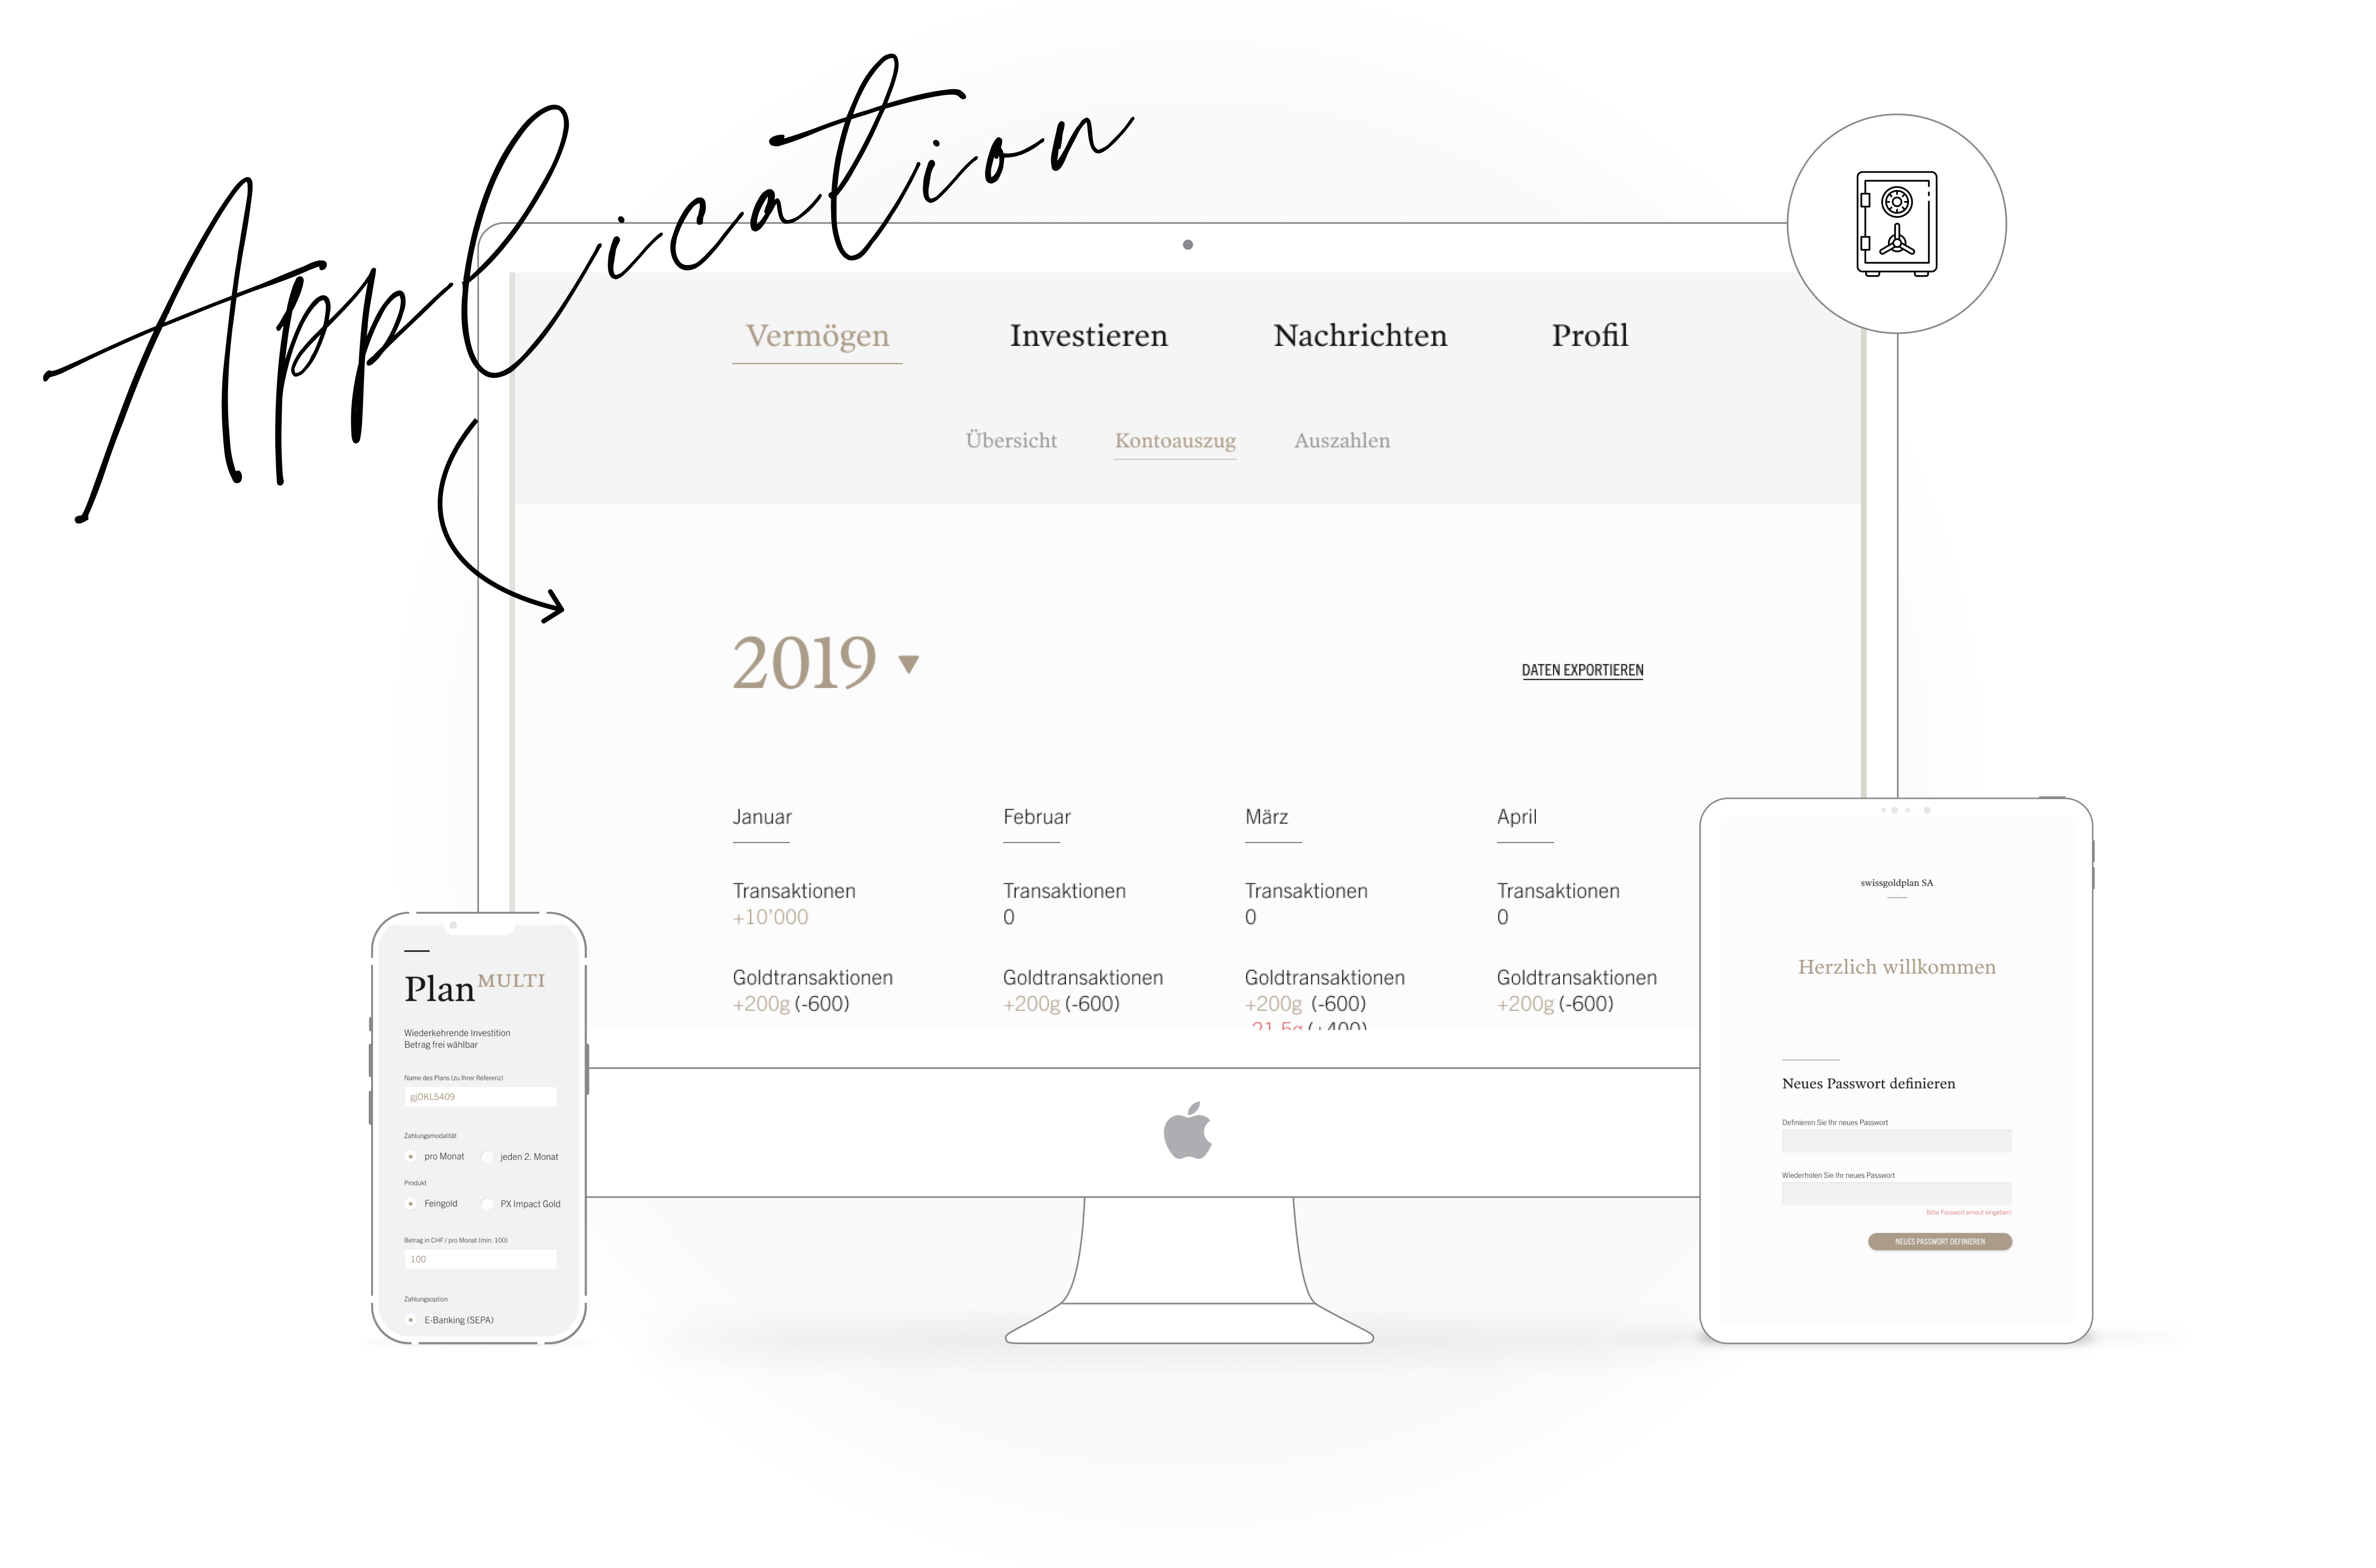 Application
Vermögen Investieren Nachrichten Profil
Übersicht Kontoauszug Auszahlen
2019
DATEN EXPORTIEREN
Januar Februar März April
Transaktionen Transaktionen Transaktionen Transaktionen
+10'000 0 0 0
Goldtransaktionen Goldtransaktionen Goldtransaktionen Goldtransaktionen
+200g (-600) +200g (-600) +200g (-600) +200g (-600)
Plan MULTI
Wiederkehrende Investition
Betrag frei wählbar
Name des Plans (zu Ihrer Referenz)
gjOKL5409
Zahlungsmodalität
pro Monat jeden 2. Monat
Produkt
Feingold PX Impact Gold
Betrag in CHF / pro Monat (min. 100)
100
Zahlungsoption
E-Banking (SEPA)
swissgoldplan SA
Herzlich willkommen
Neues Passwort definieren
Definieren Sie Ihr neues Passwort
Wiederholen Sie Ihr neues Passwort
Bitte Passwort erneut eingeben!
NEUES PASSWORT DEFINIEREN